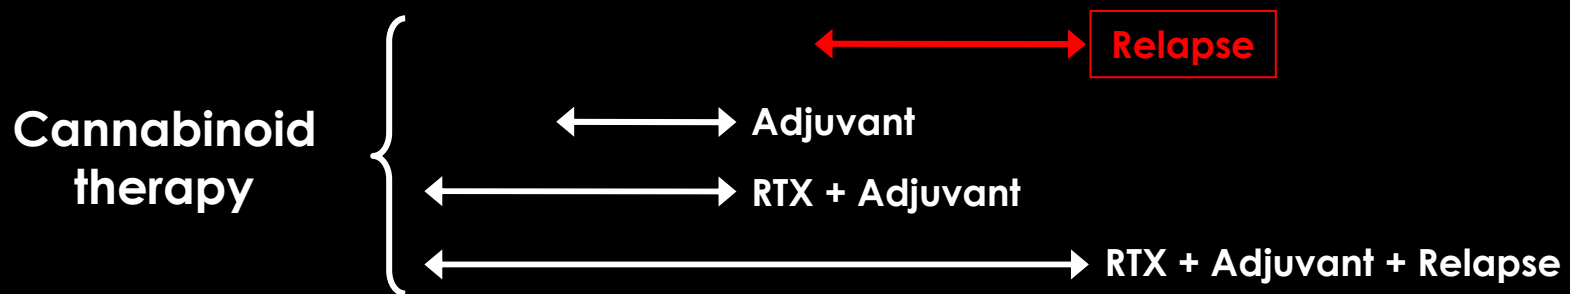 Relapse
Cannabinoid
therapy
Adjuvant
RTX + Adjuvant
RTX + Adjuvant + Relapse